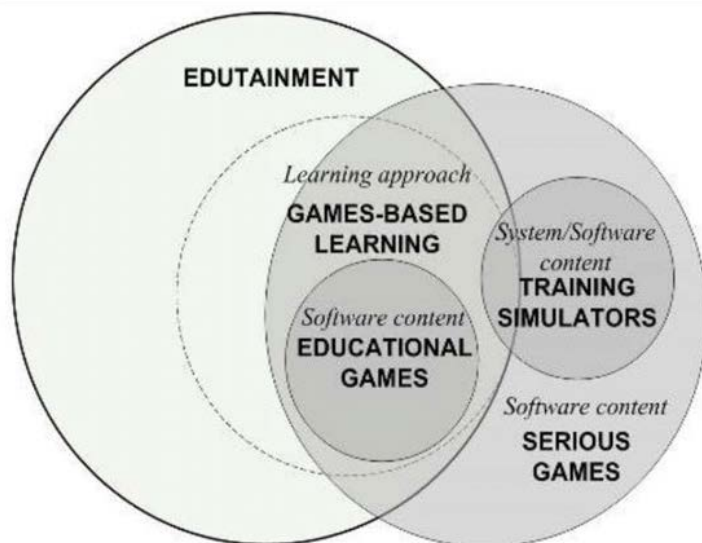 EDUTAINMENT
Learning approach
GAMES-BASED
LEARNING
System/Software
content
TRAINING
SIMULATORS
Software content
EDUCATIONAL
GAMES
Software content
SERIOUS
GAMES